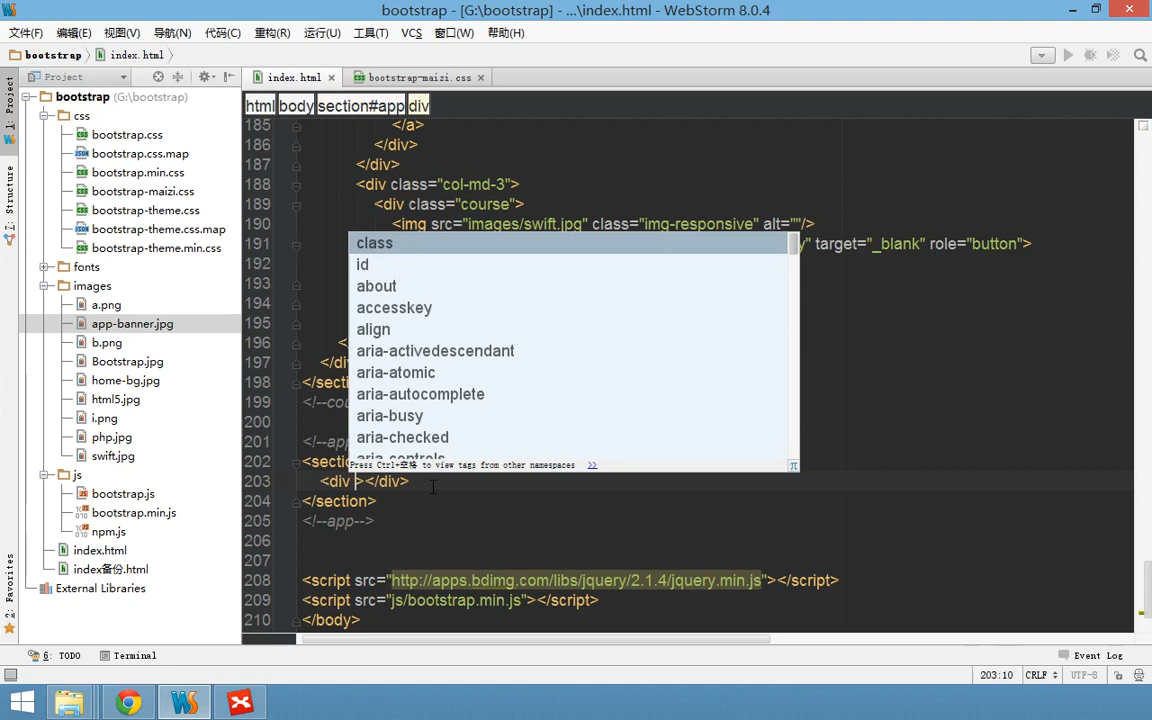 bootstrap - [G:\bootstrap] - ...\index.html - WebStorm 8.0.4
文件(F) 编辑(E) 视图(V) 导航(N) 代码(C) 重构(R) 运行(U) 工具(T) VCS 窗口(W) 帮助(H)
bootstrap index.html
Project index.html bootstrap-maizi.css
1: Project
7: Structure
2: Favorites
bootstrap (G:\bootstrap)
css
bootstrap.css
bootstrap.css.map
bootstrap.min.css
bootstrap-maizi.css
bootstrap-theme.css
bootstrap-theme.css.map
bootstrap-theme.min.css
fonts
images
a.png
app-banner.jpg
b.png
Bootstrap.jpg
home-bg.jpg
html5.jpg
i.png
php.jpg
swift.jpg
js
bootstrap.js
bootstrap.min.js
npm.js
index.html
index备份.html
External Libraries
html body section#app div
185 </a>
186 </div>
187 </div>
188 <div class="col-md-3">
189 <div class="course">
190 <img src="images/swift.jpg" class="img-responsive" alt=""/>
191 y" target="_blank" role="button">
192
193
194
195
196 <
197 </di
198 </sectio
199 <!--cou
200
201 <!--app
202 <section
203 <div ></div>
204 </section>
205 <!--app-->
206
207
208 <script src="http://apps.bdimg.com/libs/jquery/2.1.4/jquery.min.js"></script>
209 <script src="js/bootstrap.min.js"></script>
210 </body>
class
id
about
accesskey
align
aria-activedescendant
aria-atomic
aria-autocomplete
aria-busy
aria-checked
aria-controls
Press Ctrl+空格 to view tags from other namespaces >>
π
6: TODO Terminal Event Log
203:10 CRLF UTF-8